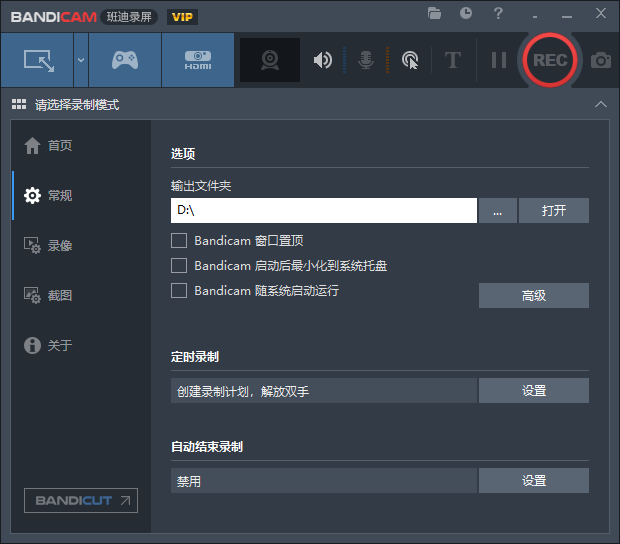 BANDICAM 班迪录屏 VIP
?
HDMI
T
REC
请选择录制模式
首页
常规
录像
截图
关于
BANDICUT
选项
输出文件夹
D:\
...
打开
Bandicam 窗口置顶
Bandicam 启动后最小化到系统托盘
Bandicam 随系统启动运行
高级
定时录制
创建录制计划，解放双手
设置
自动结束录制
禁用
设置